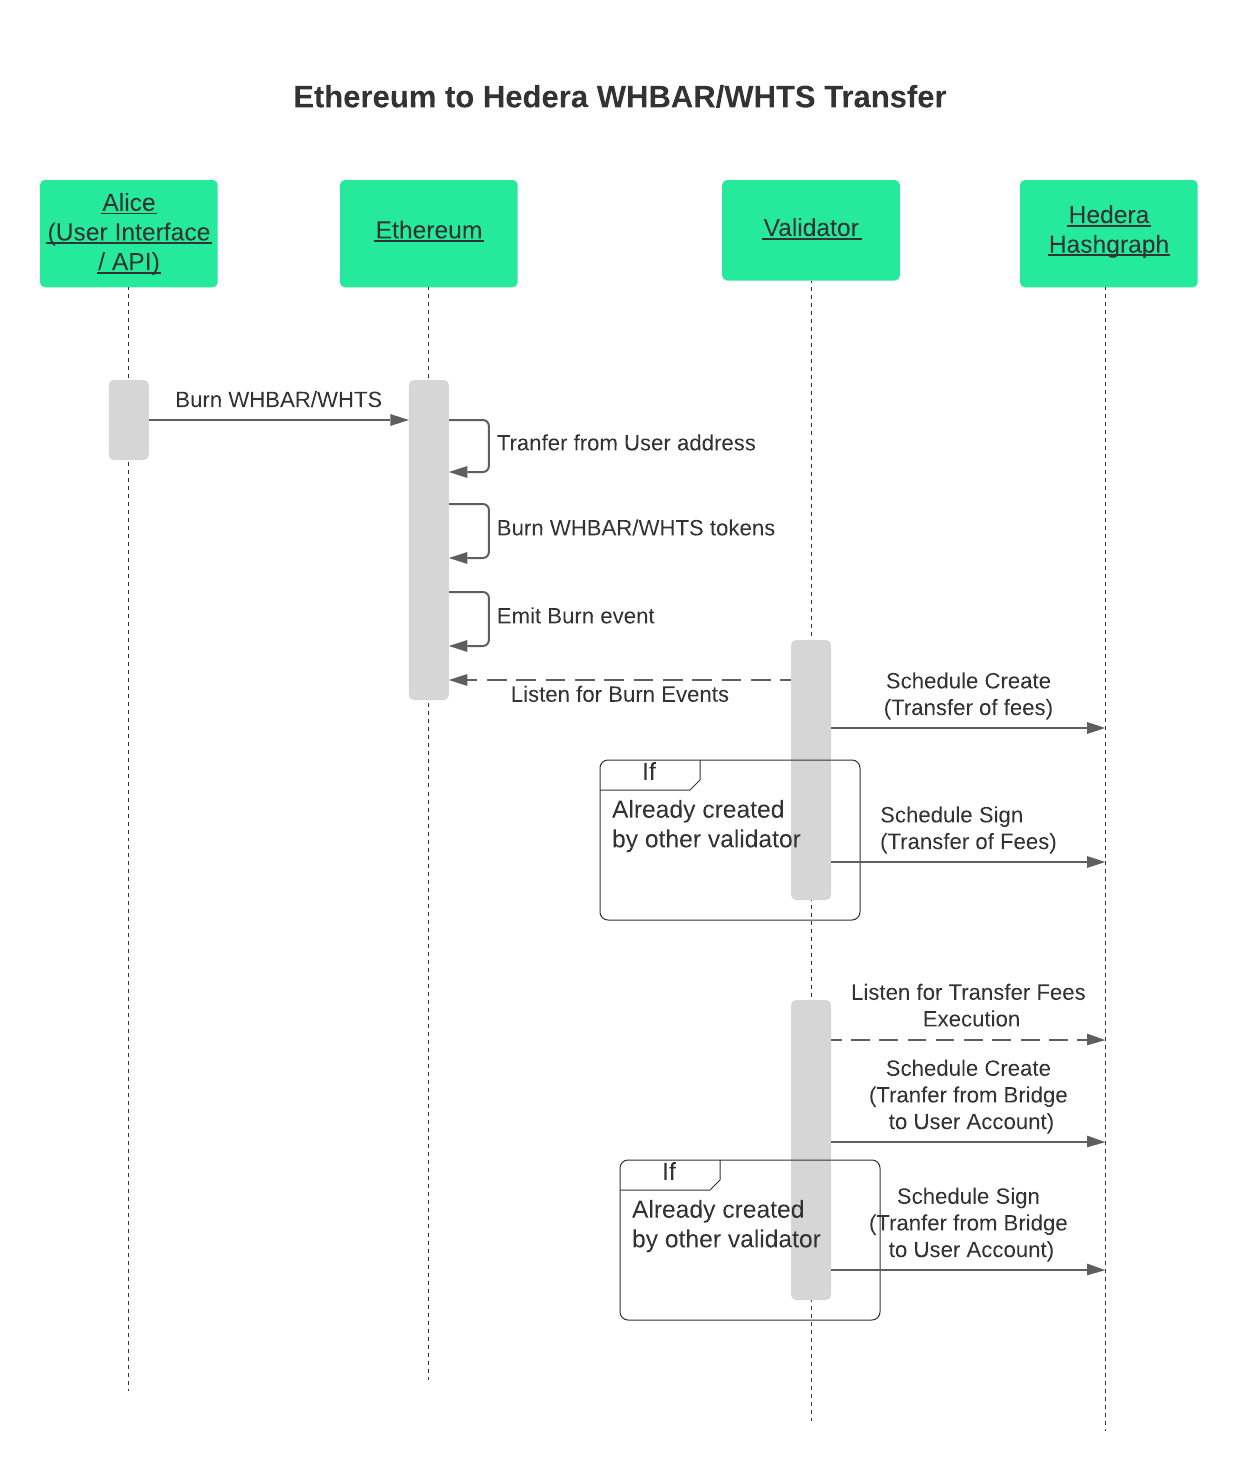 Ethereum to Hedera WHBAR/WHTS Transfer
Alice
(User Interface
/ API)
Ethereum
Validator
Hedera
Hashgraph
Burn WHBAR/WHTS
Tranfer from User address
Burn WHBAR/WHTS tokens
Emit Burn event
Listen for Burn Events
Schedule Create
(Transfer of fees)
If
Already created
by other validator
Schedule Sign
(Transfer of Fees)
Listen for Transfer Fees
Execution
Schedule Create
(Tranfer from Bridge
to User Account)
If
Already created
by other validator
Schedule Sign
(Tranfer from Bridge
to User Account)